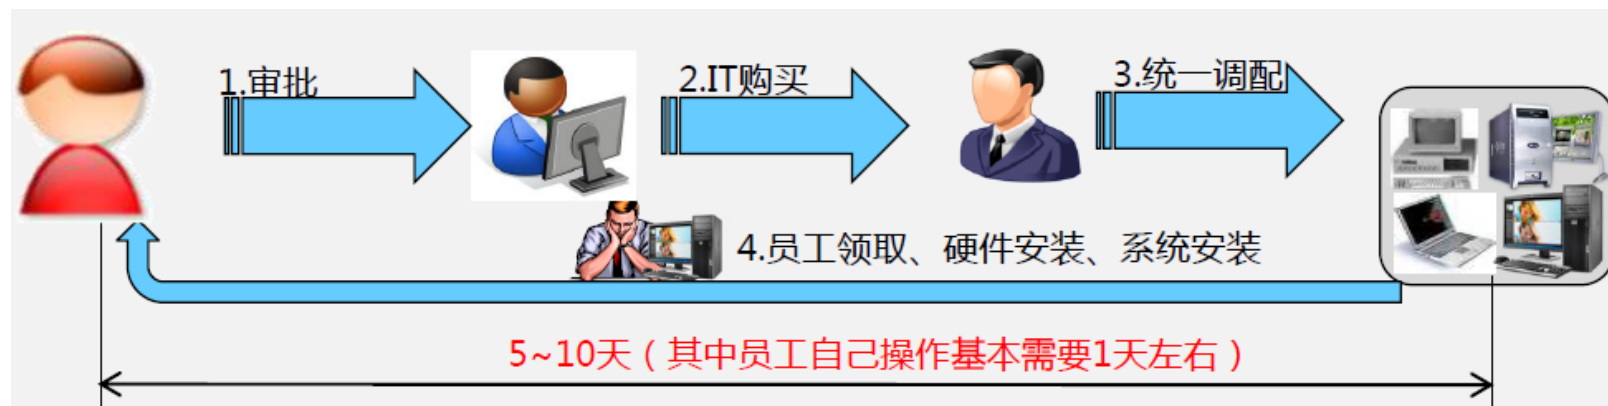 1.审批
2.IT购买
3.统一调配
4.员工领取、硬件安装、系统安装
5~10天（其中员工自己操作基本需要1天左右）